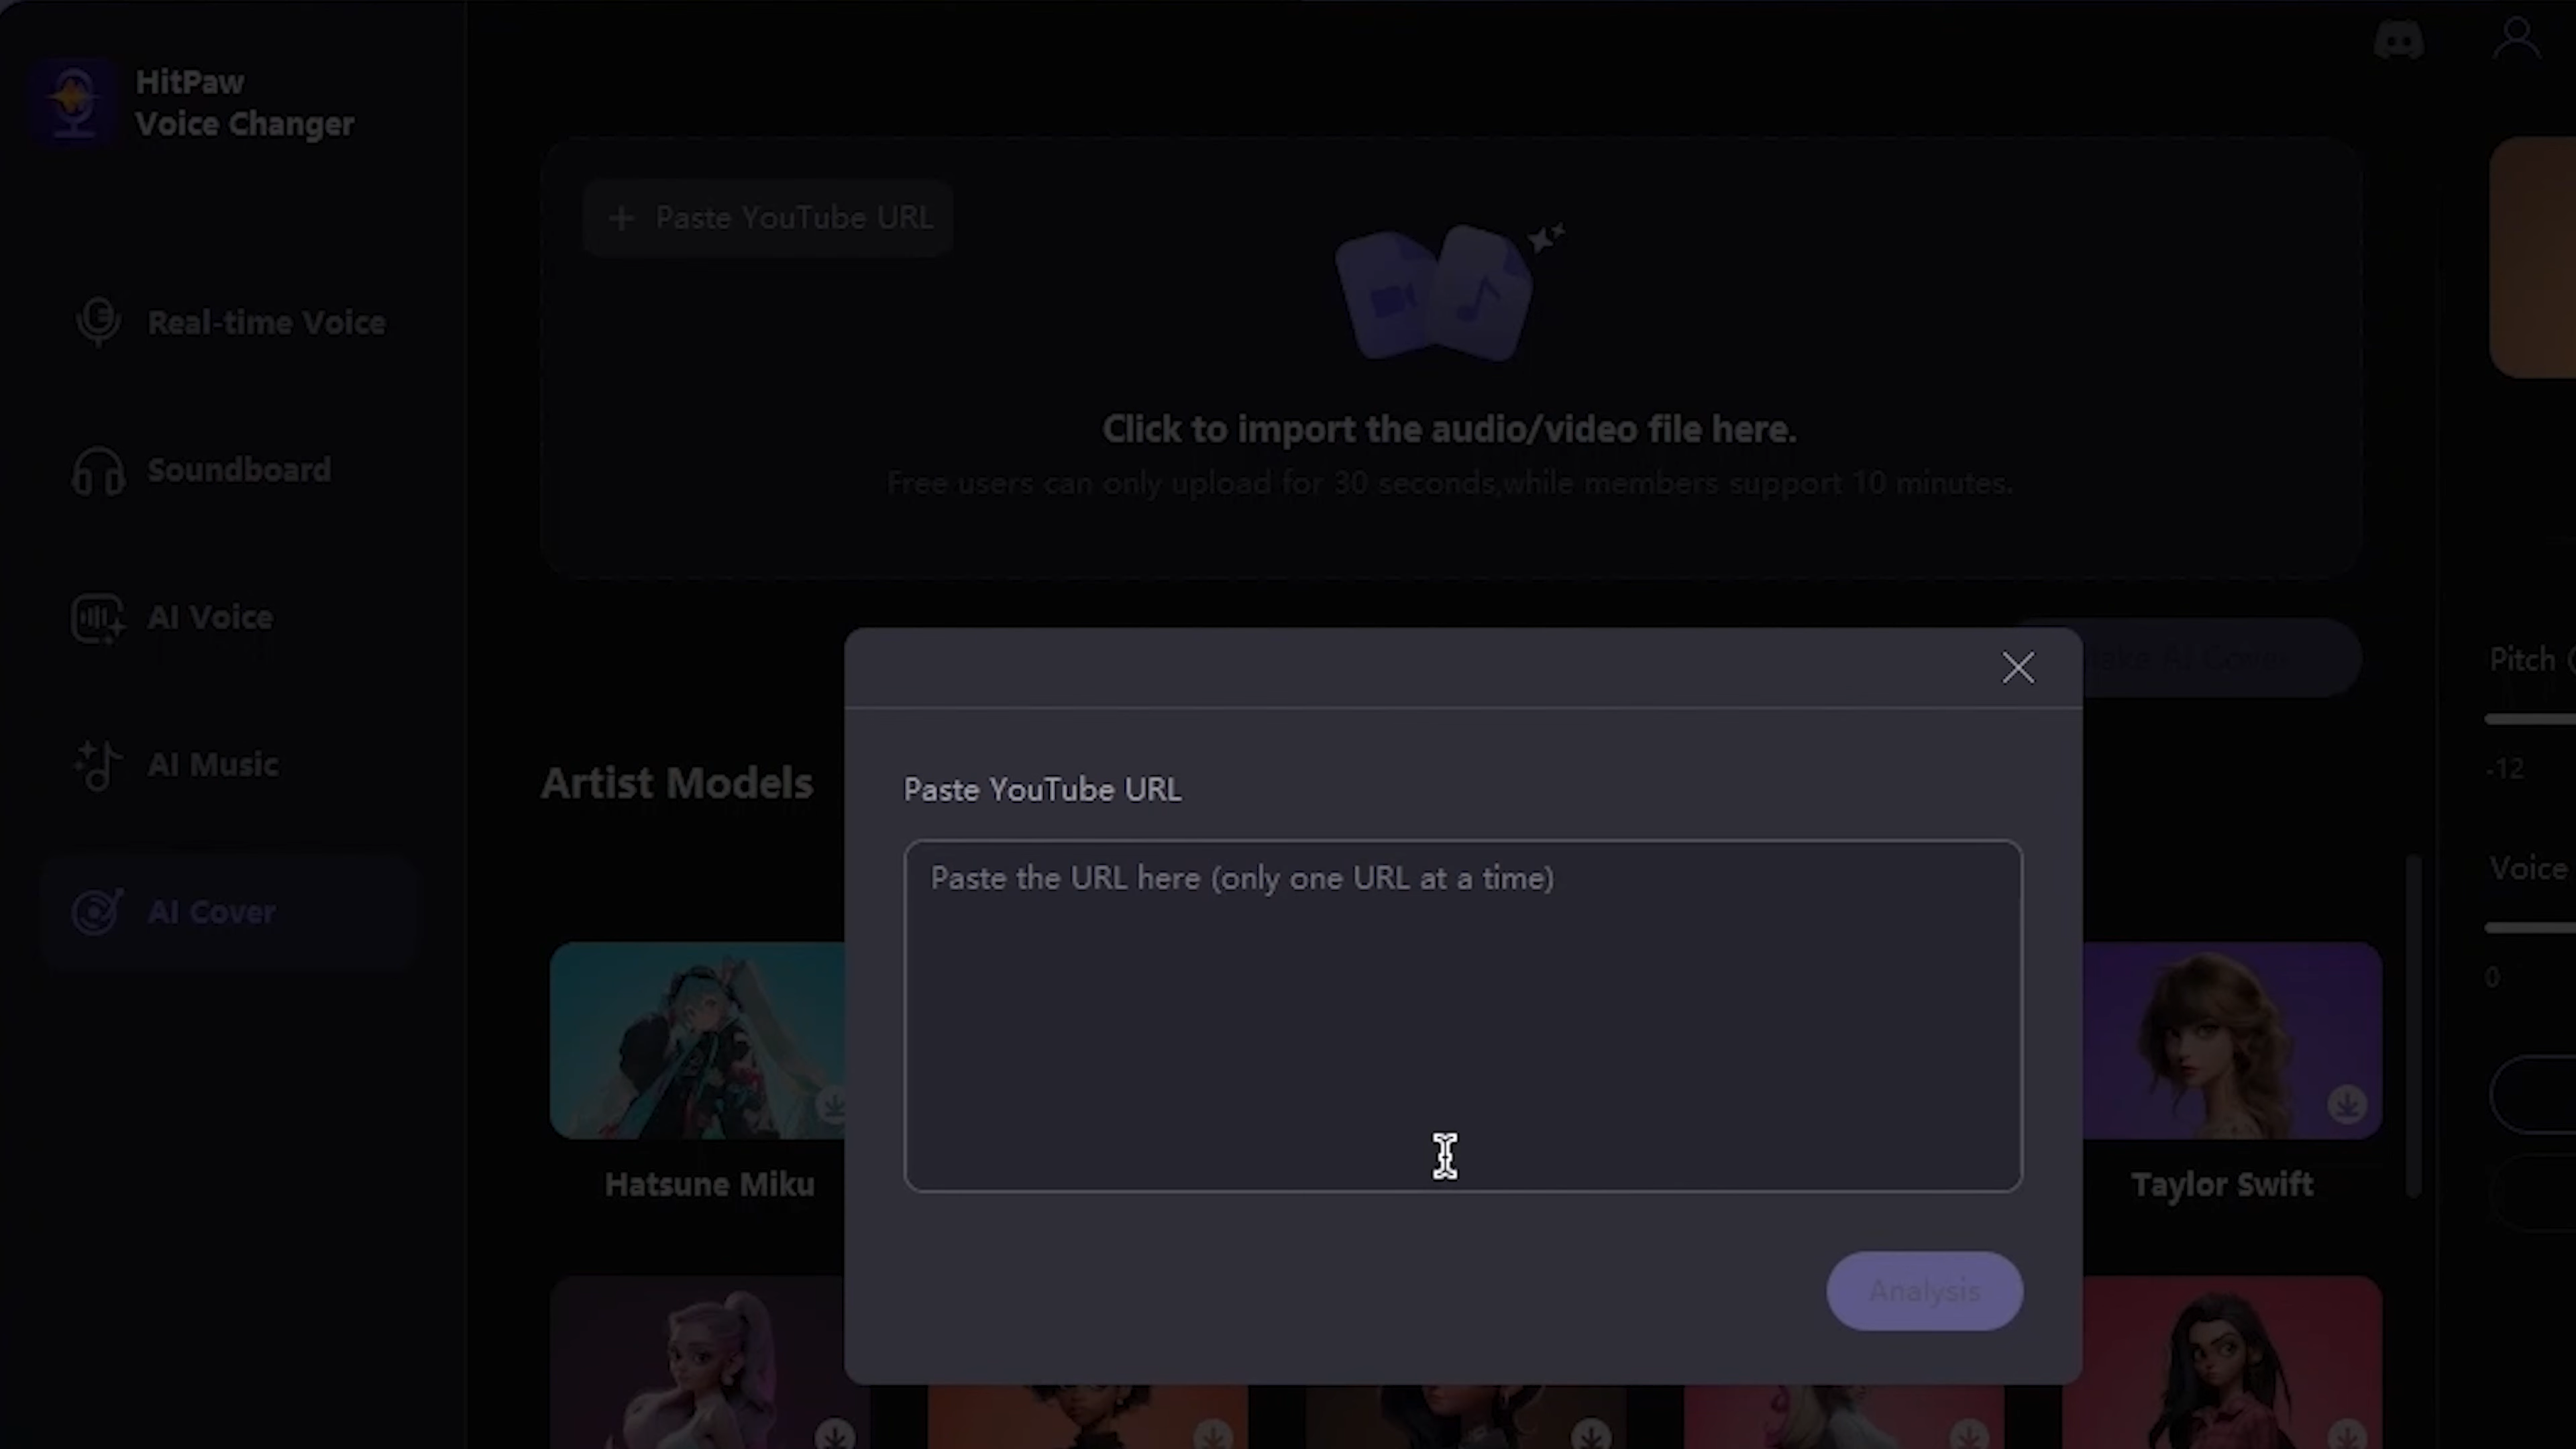 HitPaw
Voice Changer
Real-time Voice
Soundboard
AI Voice
AI Music
AI Cover
+ Paste YouTube URL
Click to import the audio/video file here.
Free users can only upload for 30 seconds,while members support 10 minutes.
Artist Models
Hatsune Miku
Taylor Swift
Paste YouTube URL
Paste the URL here (only one URL at a time)
Analysis
Pitch
-12
Voice
0